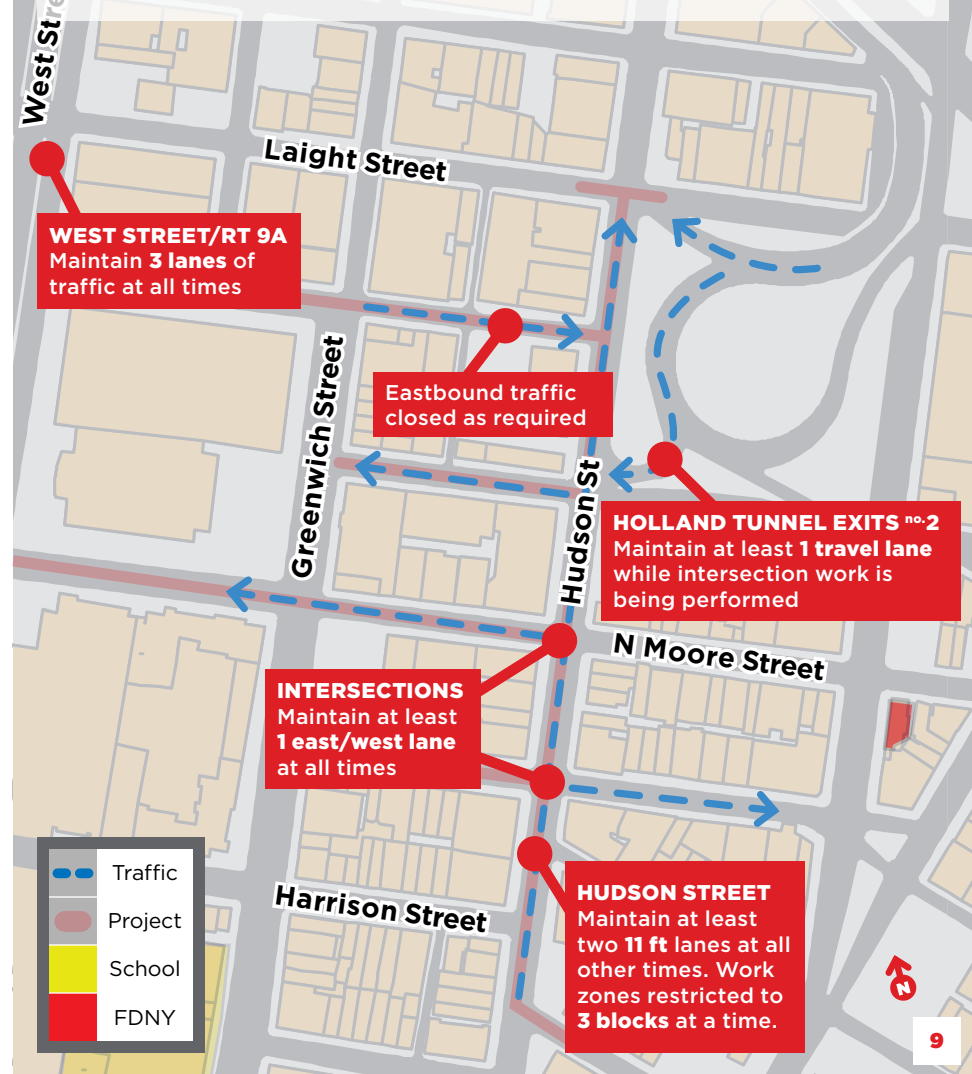 West Str
Laight Street
WEST STREET/RT 9A
Maintain 3 lanes of
traffic at all times
Greenwich Street
Eastbound traffic
closed as required
Hudson St
HOLLAND TUNNEL EXITS no.2
Maintain at least 1 travel lane
while intersection work is
being performed
N Moore Street
INTERSECTIONS
Maintain at least
1 east/west lane
at all times
Harrison Street
HUDSON STREET
Maintain at least
two 11 ft lanes at all
other times. Work
zones restricted to
3 blocks at a time.
Traffic
Project
School
FDNY
N
9